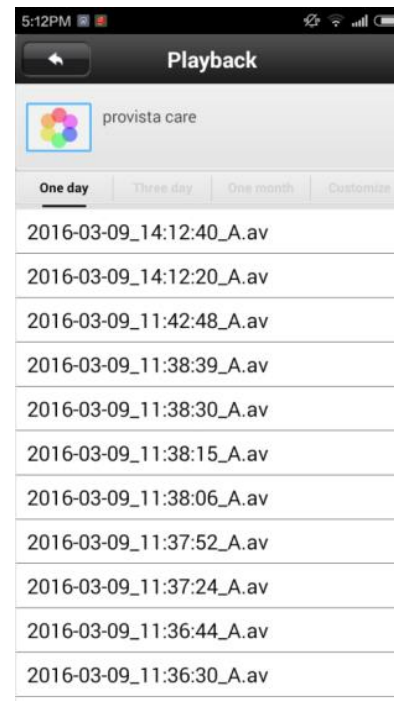 5:12PM
Playback
provista care
One day Three day One month Customize
2016-03-09_14:12:40_A.av
2016-03-09_14:12:20_A.av
2016-03-09_11:42:48_A.av
2016-03-09_11:38:39_A.av
2016-03-09_11:38:30_A.av
2016-03-09_11:38:15_A.av
2016-03-09_11:38:06_A.av
2016-03-09_11:37:52_A.av
2016-03-09_11:37:24_A.av
2016-03-09_11:36:44_A.av
2016-03-09_11:36:30_A.av